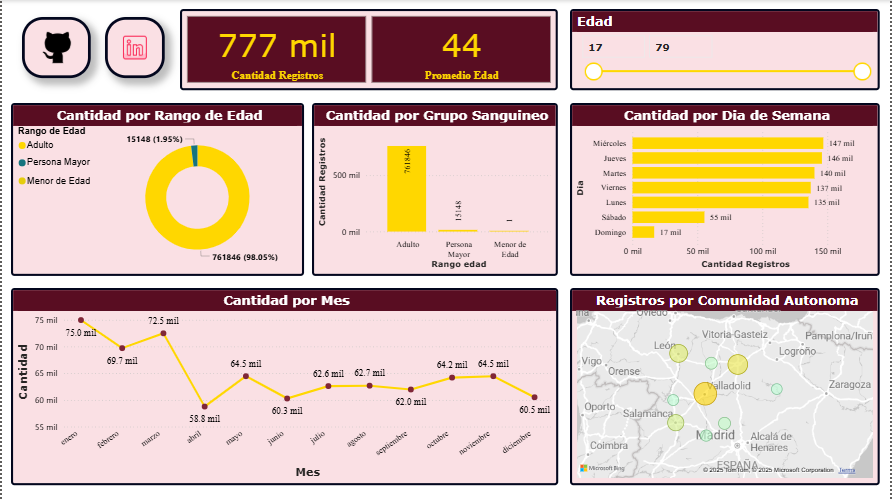 in
777 mil
Cantidad Registros
44
Promedio Edad
Edad
17 79
Cantidad por Rango de Edad
Rango de Edad
Adulto
Persona Mayor
Menor de Edad
15148 (1.95%)
761846 (98.05%)
Cantidad por Grupo Sanguineo
Cantidad Registros
500 mil
0 mil
761846
15148
1
Adulto
Persona
Mayor
Menor de
Edad
Rango edad
Cantidad por Dia de Semana
Dia
Miércoles 147 mil
Jueves 146 mil
Martes 140 mil
Viernes 137 mil
Lunes 135 mil
Sábado 55 mil
Domingo 17 mil
0 mil 50 mil 100 mil 150 mil
Cantidad Registros
Cantidad por Mes
Cantidad
75 mil
70 mil
65 mil
60 mil
55 mil
75.0 mil
69.7 mil
72.5 mil
58.8 mil
64.5 mil
60.3 mil
62.6 mil
62.7 mil
62.0 mil
64.2 mil
64.5 mil
60.5 mil
enero
febrero
marzo
abril
mayo
junio
julio
agosto
septiembre
octubre
noviembre
diciembre
Mes
Registros por Comunidad Autonoma
Oviedo
Vitoria-Gasteiz
Pamplona/Iruñ
León
Logroño
Vigo
Orense
Valladolid
Zaragoza
Oporto
Salamanca
Madrid
Alcalá de
Henares
Coimbra
ESPAÑA
Microsoft Bing
© 2025 TomTom, © 2025 Microsoft Corporation Terms